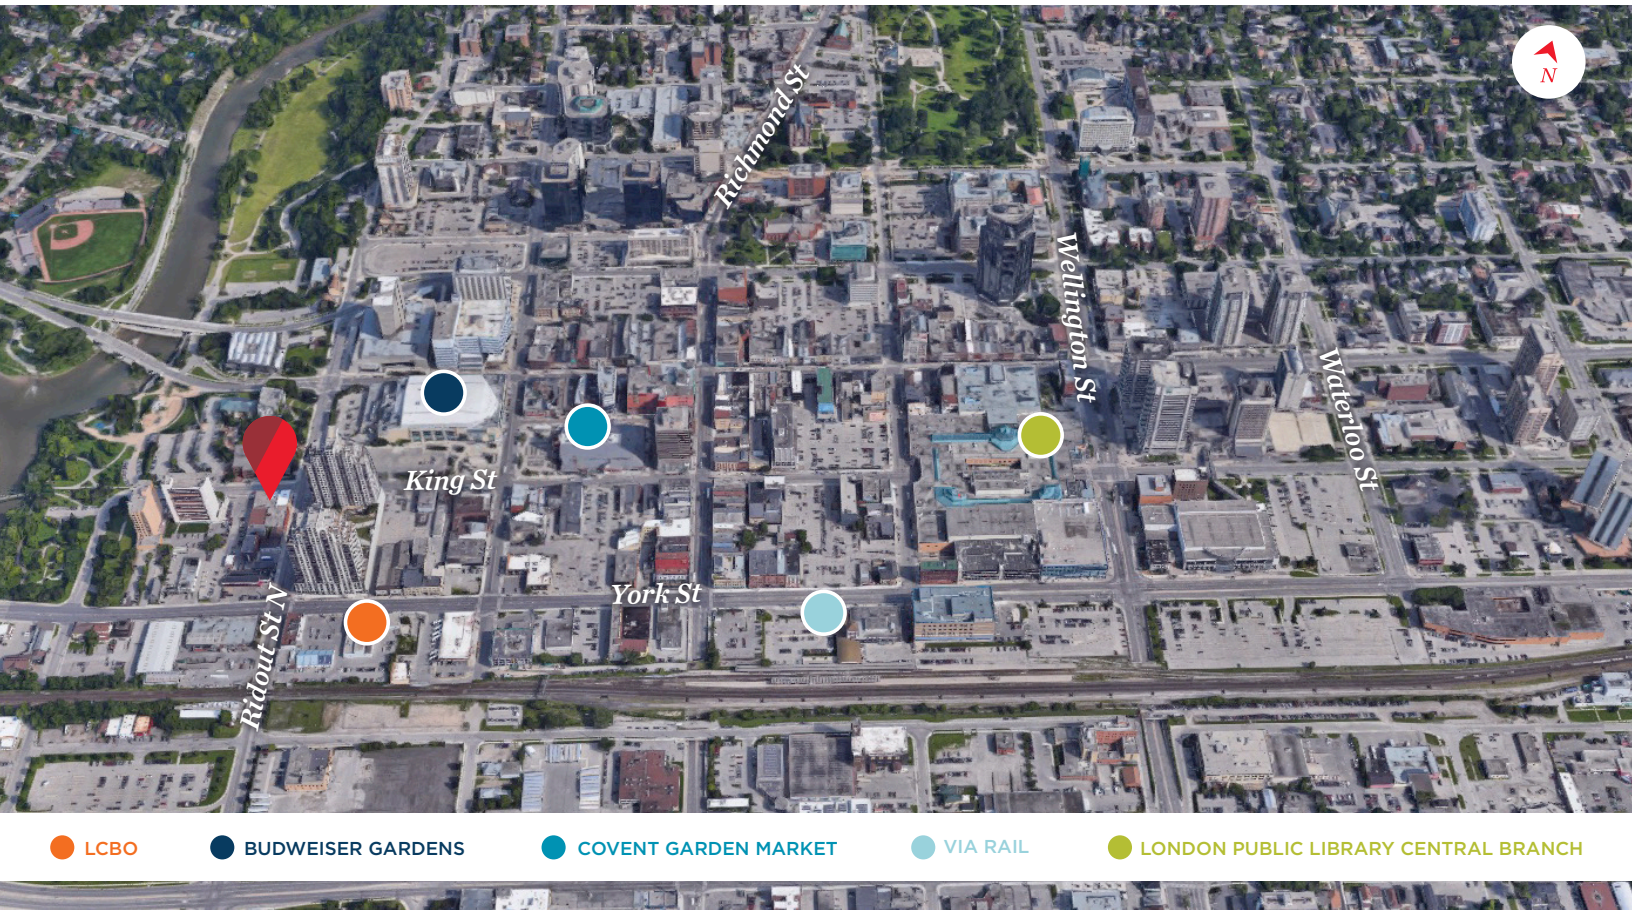 N
Richmond St
Wellington St
Waterloo St
King St
York St
Ridout St N
LCBO
BUDWEISER GARDENS
COVENT GARDEN MARKET
VIA RAIL
LONDON PUBLIC LIBRARY CENTRAL BRANCH